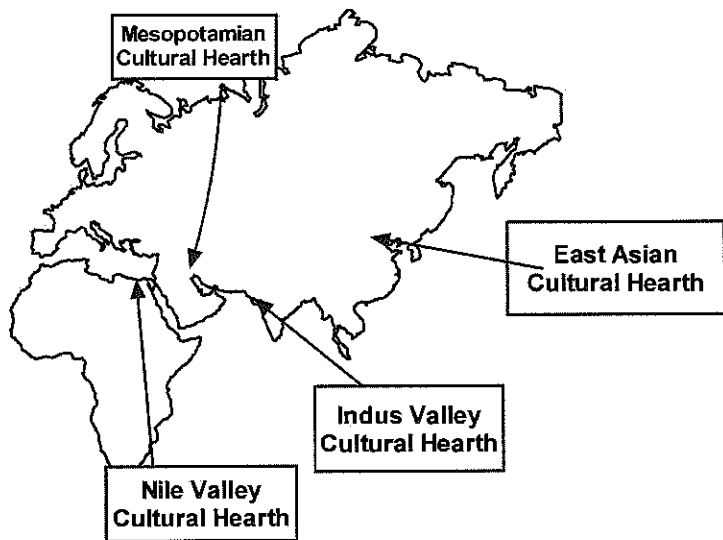 Mesopotamian
Cultural Hearth
East Asian
Cultural Hearth
Indus Valley
Cultural Hearth
Nile Valley
Cultural Hearth